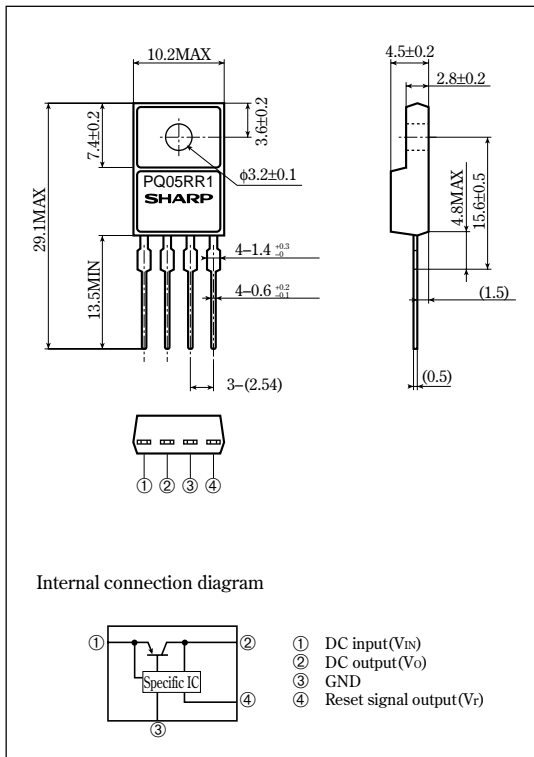 10.2MAX
4.5±0.2
2.8±0.2
7.4±0.2
3.6±0.2
29.1MAX
PQ05RR1
SHARP
ϕ3.2±0.1
4.8MAX
15.6±0.5
13.5MIN
4–1.4 +0.3 –0
4–0.6 +0.2 –0.1
(1.5)
3–(2.54)
(0.5)
① ② ③ ④
Internal connection diagram
① ②
Specific IC
④
③
① DC input(VIN)
② DC output(VO)
③ GND
④ Reset signal output(Vr)